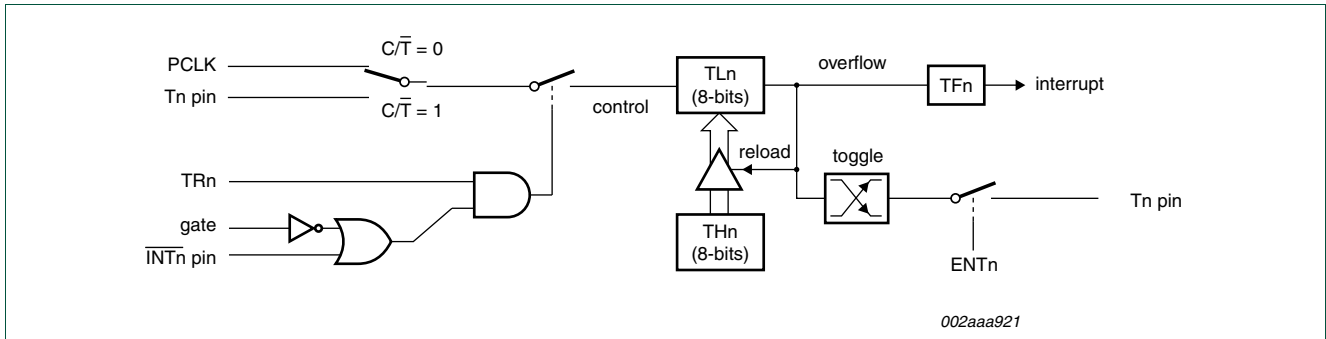 C/T̅ = 0
PCLK
Tn pin
C/T̅ = 1
TRn
gate
I̅N̅T̅n̅ pin
control
TLn
(8-bits)
overflow
TFn
interrupt
reload
toggle
THn
(8-bits)
Tn pin
ENTn
002aaa921